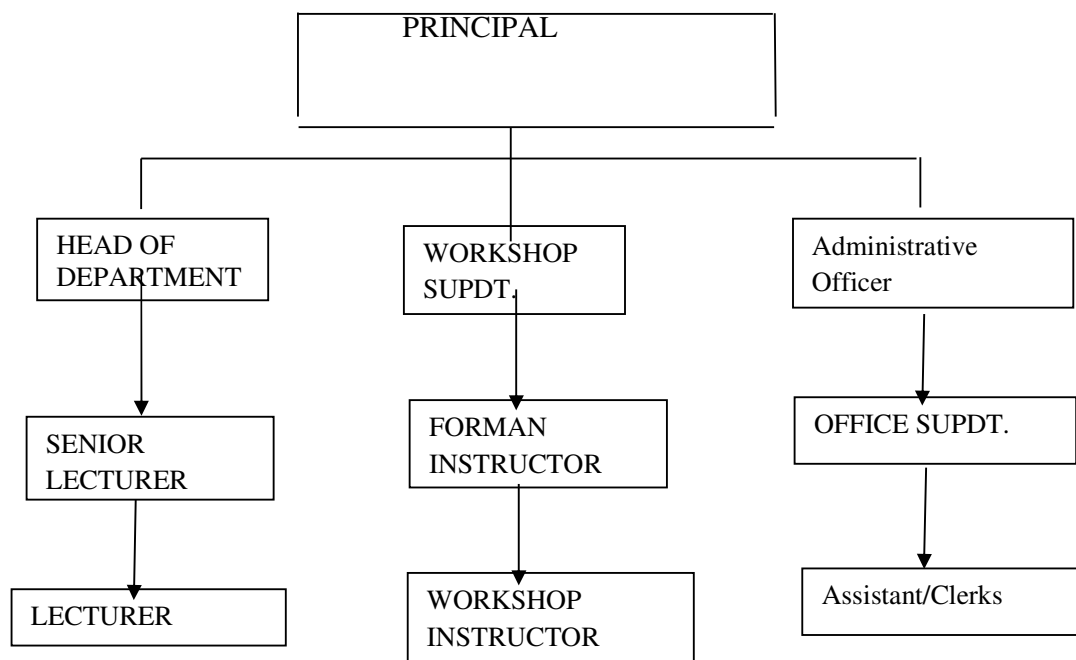 PRINCIPAL
HEAD OF
DEPARTMENT
WORKSHOP
SUPDT.
Administrative
Officer
SENIOR
LECTURER
FORMAN
INSTRUCTOR
OFFICE SUPDT.
LECTURER
WORKSHOP
INSTRUCTOR
Assistant/Clerks